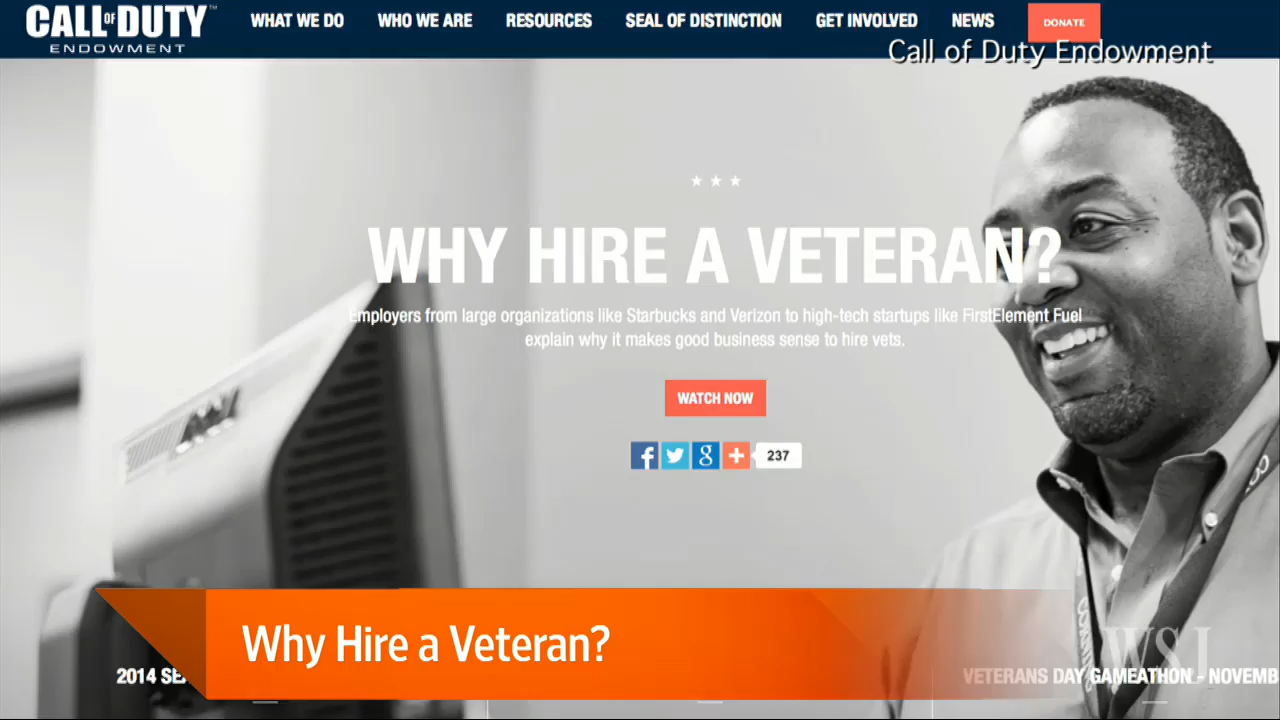 CALL OF DUTY™
ENDOWMENT
WHAT WE DO
WHO WE ARE
RESOURCES
SEAL OF DISTINCTION
GET INVOLVED
NEWS
DONATE
Call of Duty Endowment
WHY HIRE A VETERAN?
Employers from large organizations like Starbucks and Verizon to high-tech startups like FirstElement Fuel
explain why it makes good business sense to hire vets.
WATCH NOW
237
Why Hire a Veteran?
WSJ
2014 SE
VETERANS DAY GAMEATHON - NOVEMB